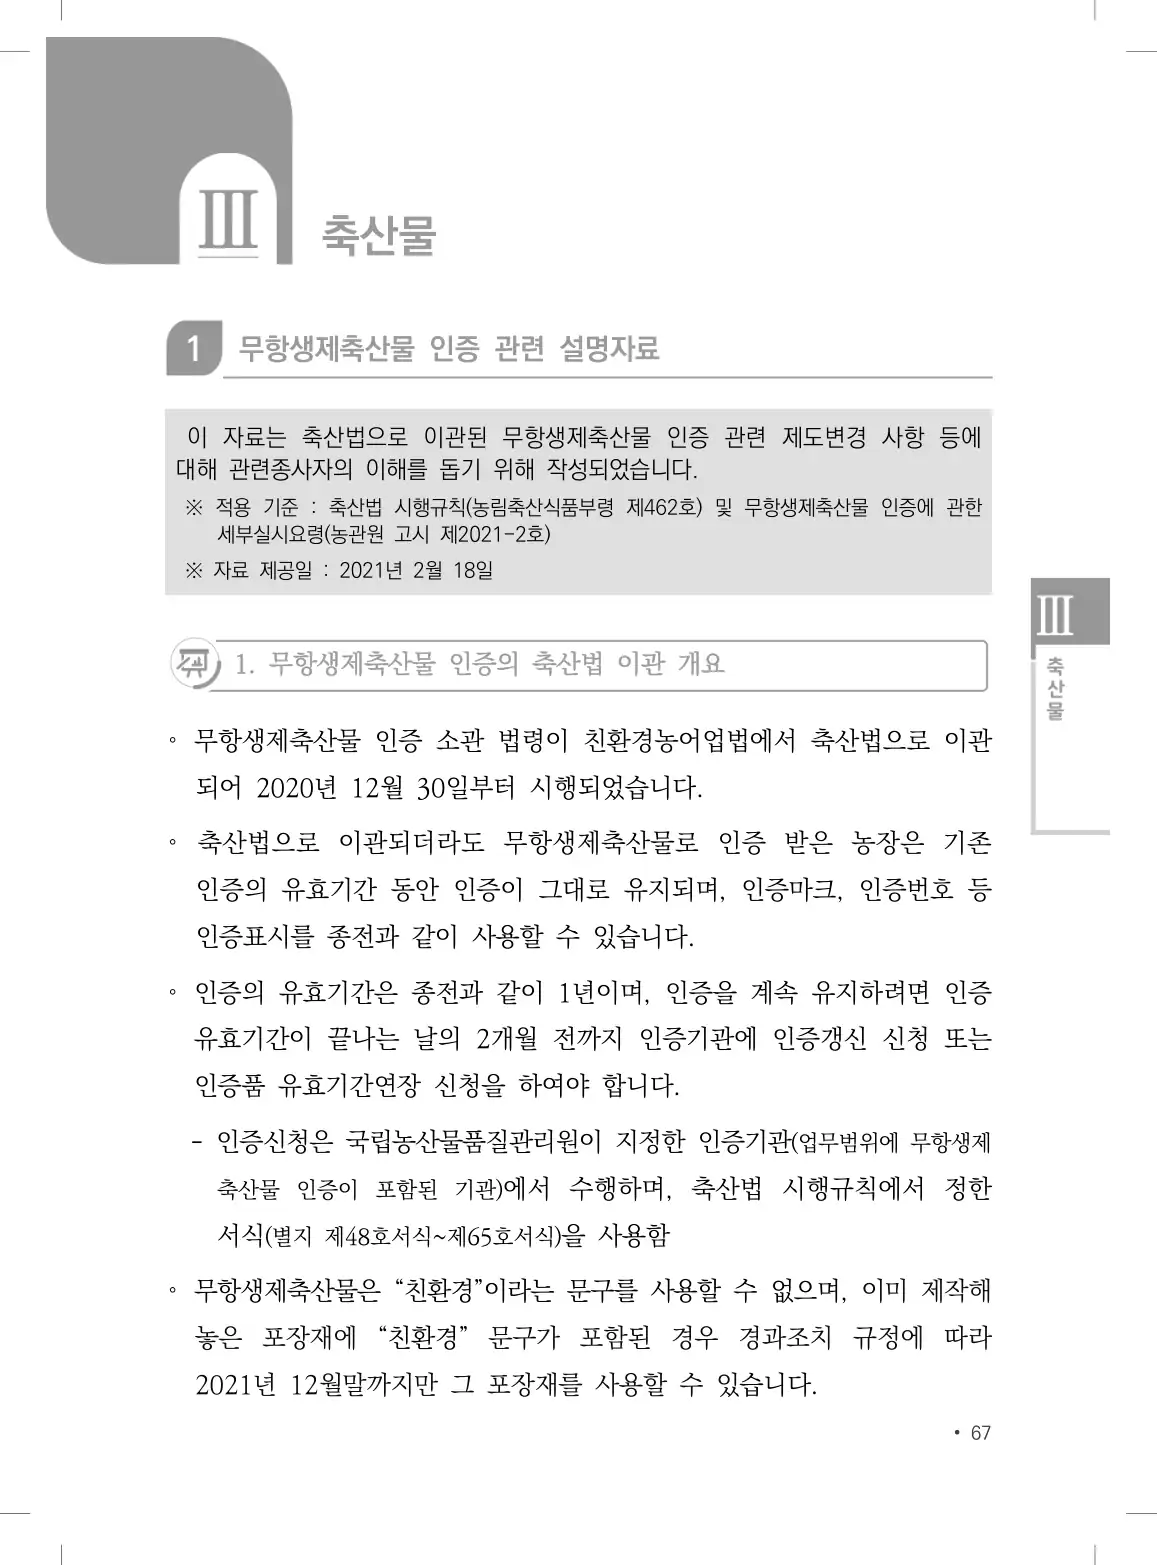 Ⅲ 축산물
1 무항생제축산물 인증 관련 설명자료
이 자료는 축산법으로 이관된 무항생제축산물 인증 관련 제도변경 사항 등에
대해 관련종사자의 이해를 돕기 위해 작성되었습니다.
※ 적용 기준 : 축산법 시행규칙(농림축산식품부령 제462호) 및 무항생제축산물 인증에 관한
세부실시요령(농관원 고시 제2021-2호)
※ 자료 제공일 : 2021년 2월 18일
1. 무항생제축산물 인증의 축산법 이관 개요
◦ 무항생제축산물 인증 소관 법령이 친환경농어업법에서 축산법으로 이관
되어 2020년 12월 30일부터 시행되었습니다.
◦ 축산법으로 이관되더라도 무항생제축산물로 인증 받은 농장은 기존
인증의 유효기간 동안 인증이 그대로 유지되며, 인증마크, 인증번호 등
인증표시를 종전과 같이 사용할 수 있습니다.
◦ 인증의 유효기간은 종전과 같이 1년이며, 인증을 계속 유지하려면 인증
유효기간이 끝나는 날의 2개월 전까지 인증기관에 인증갱신 신청 또는
인증품 유효기간연장 신청을 하여야 합니다.
- 인증신청은 국립농산물품질관리원이 지정한 인증기관(업무범위에 무항생제
축산물 인증이 포함된 기관)에서 수행하며, 축산법 시행규칙에서 정한
서식(별지 제48호서식~제65호서식)을 사용함
◦ 무항생제축산물은 “친환경”이라는 문구를 사용할 수 없으며, 이미 제작해
놓은 포장재에 “친환경” 문구가 포함된 경우 경과조치 규정에 따라
2021년 12월말까지만 그 포장재를 사용할 수 있습니다.
Ⅲ
축산물
• 67